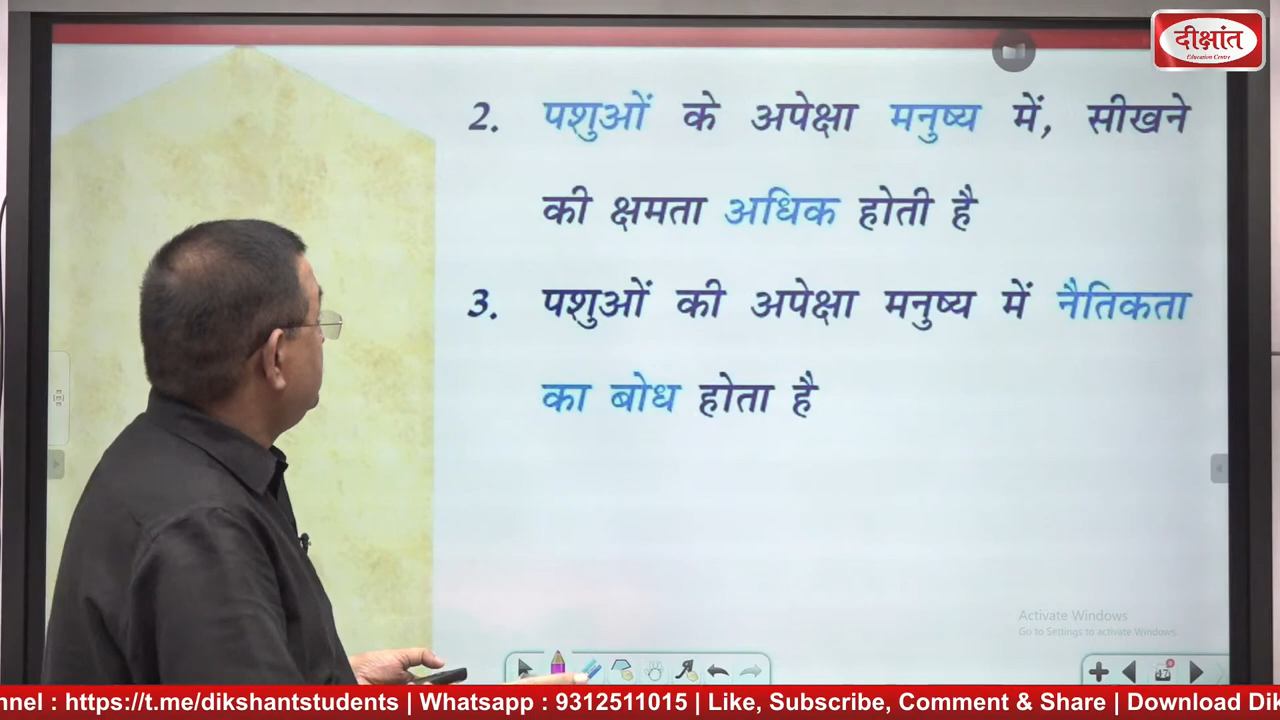 दीक्षांत
Education Centre
2. पशुओं के अपेक्षा मनुष्य में, सीखने
की क्षमता अधिक होती है
3. पशुओं की अपेक्षा मनुष्य में नैतिकता
का बोध होता है
Activate Windows
Go to Settings to activate Windows.
47
nnel : https://t.me/dikshantstudents | Whatsapp : 9312511015 | Like, Subscribe, Comment & Share | Download Dik